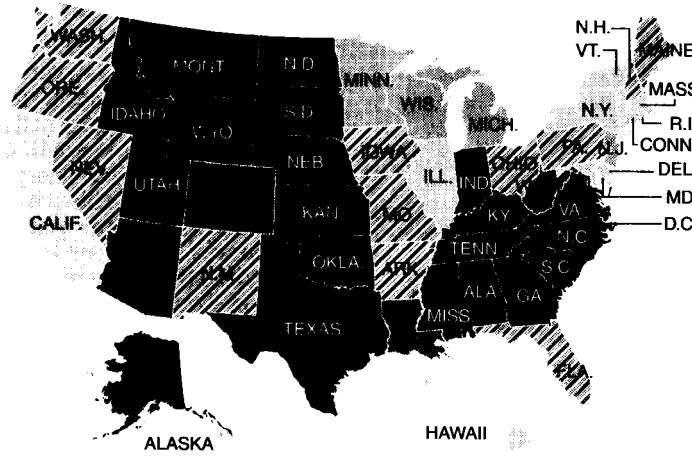 N.H.
WASH.
VT.
MAINE
MONT
N.D
MINN.
ORE.
MASS
IDAHO
S.D
WIS.
N.Y.
R.I
WYO
MICH.
CONN
NEV.
NEB
IOWA
PA.
N.J.
OHIO
DEL
UTAH
ILL.
IND
W.
MD
CALIF.
KAN
MO.
KY
VA
D.C
N.C
TENN
OKLA
ARK
S C
N.M.
ALA
GA
MISS
TEXAS
FLA.
HAWAII
ALASKA